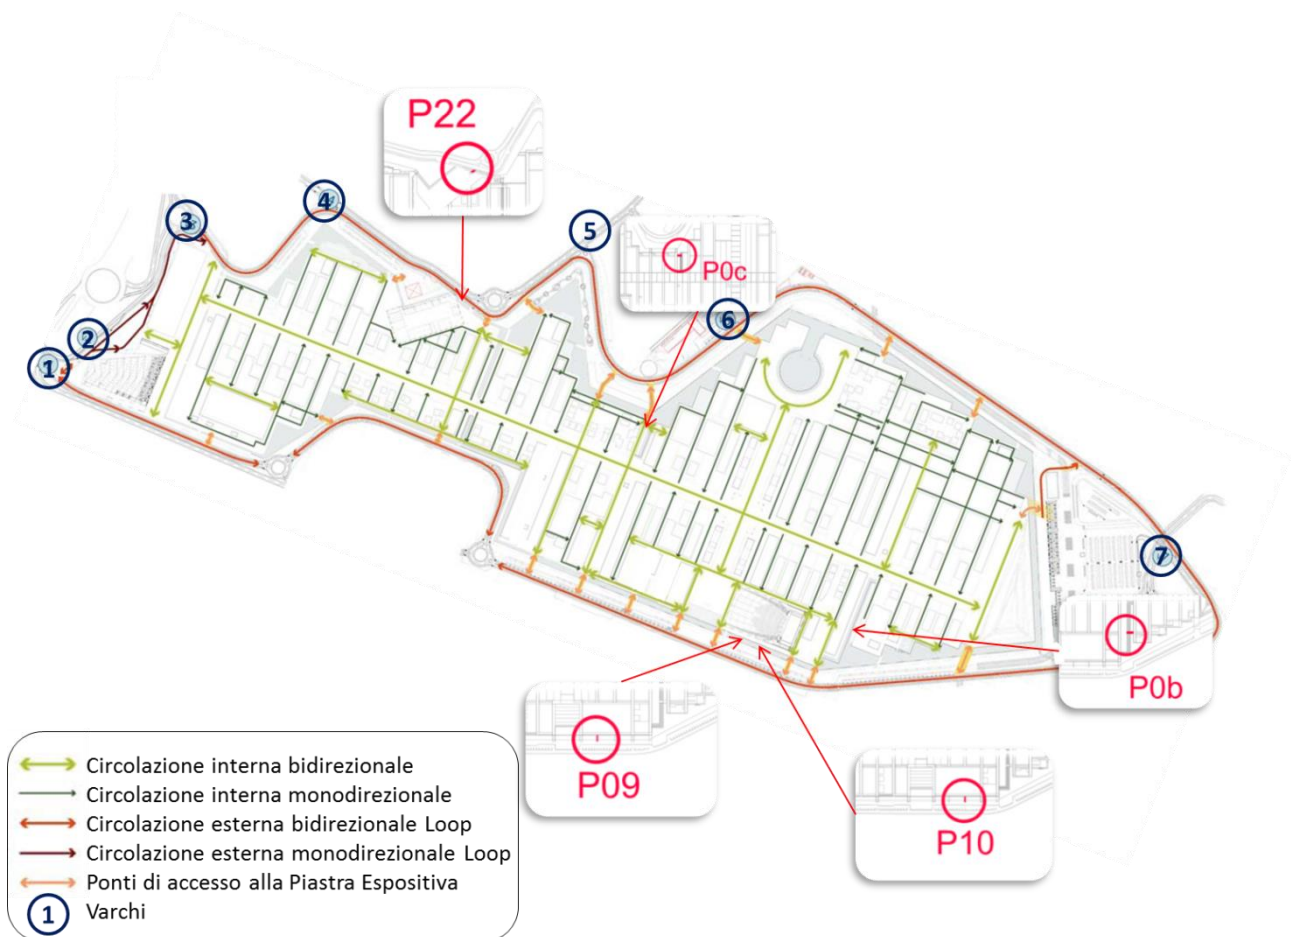 P22
4
3
5
P0c
6
2
1
7
P0b
P09
P10
Circolazione interna bidirezionale
Circolazione interna monodirezionale
Circolazione esterna bidirezionale Loop
Circolazione esterna monodirezionale Loop
Ponti di accesso alla Piastra Espositiva
1 Varchi